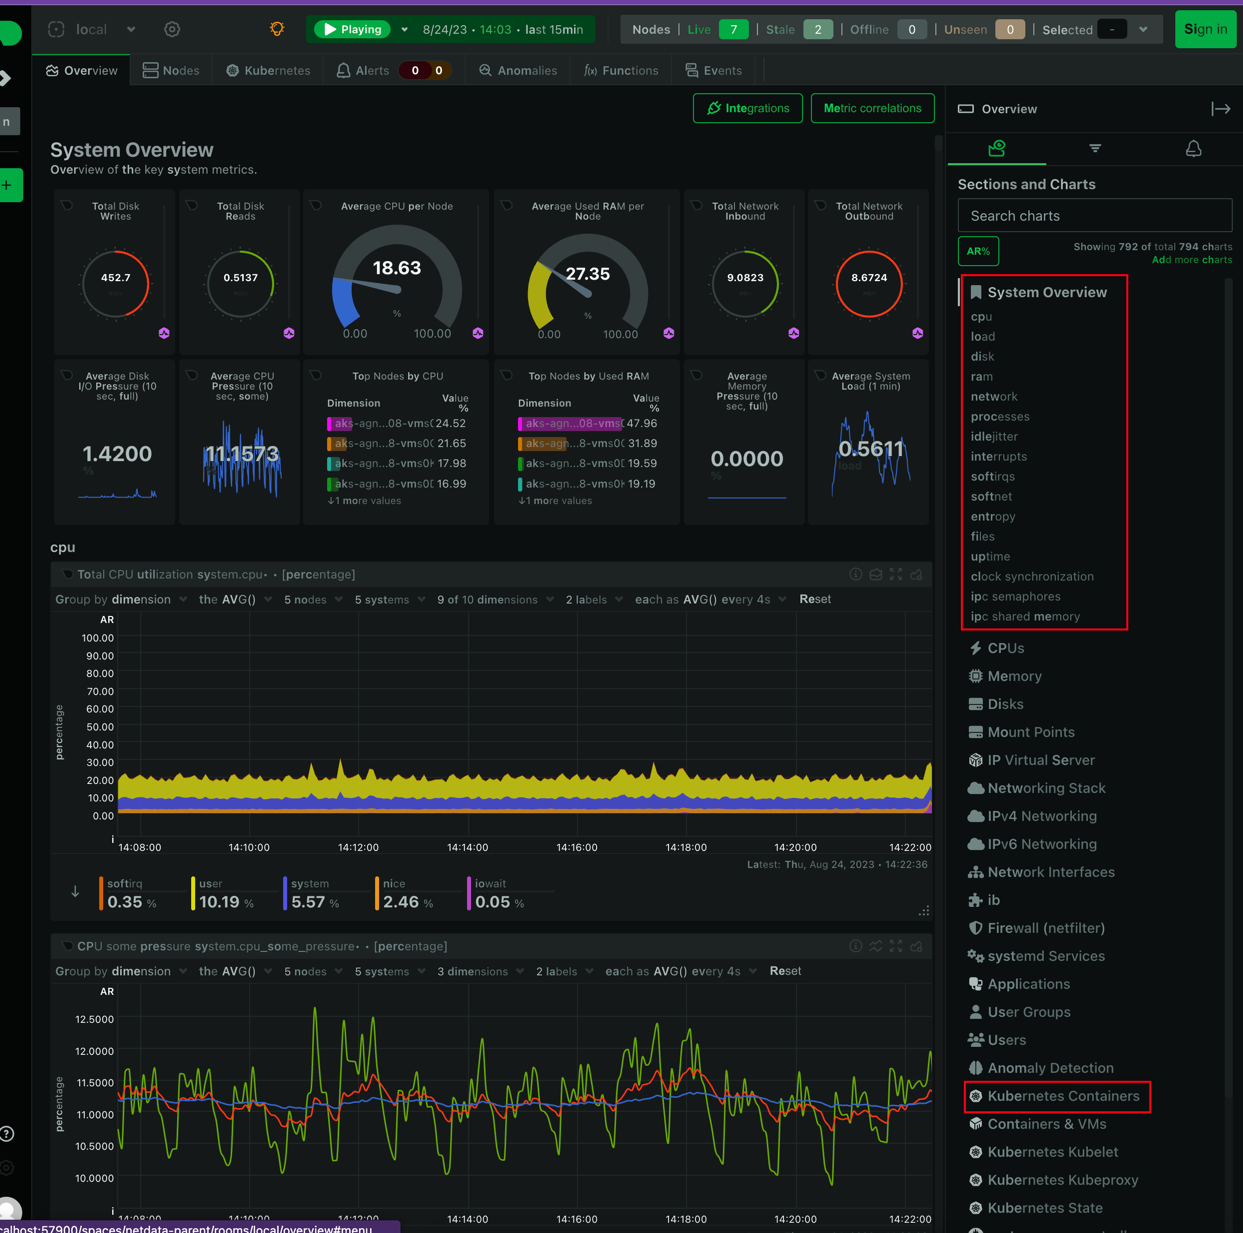 local
Playing
8/24/23 • 14:03 • last 15min
Nodes | Live 7 | Stale 2 | Offline 0 | Unseen 0 | Selected -
Sign in
Overview
Nodes
Kubernetes
Alerts 0 0
Anomalies
f(x) Functions
Events
n
+
Integrations
Metric correlations
System Overview
Overview of the key system metrics.
Total Disk
Writes
452.7
Total Disk
Reads
0.5137
Average CPU per Node
18.63
%
0.00 100.00
Average Used RAM per
Node
27.35
%
0.00 100.00
Total Network
Inbound
9.0823
Total Network
Outbound
8.6724
Average Disk
I/O Pressure (10
sec, full)
1.4200
%
Average CPU
Pressure (10
sec, some)
11.1573
Top Nodes by CPU
Dimension Value
%
aks-agn...08-vms0 24.52
aks-agn...8-vms00 21.65
aks-agn...8-vms0 17.98
aks-agn...8-vms0 16.99
↓1 more values
Top Nodes by Used RAM
Dimension Value
%
aks-agn...08-vms0 47.96
aks-agn...8-vms00 31.89
aks-agn...8-vms0 19.59
aks-agn...8-vms0 19.19
↓1 more values
Average
Memory
Pressure (10
sec, full)
0.0000
%
Average System
Load (1 min)
0.5611
load
cpu
Total CPU utilization system.cpu • • [percentage]
Group by dimension the AVG() 5 nodes 5 systems 9 of 10 dimensions 2 labels each as AVG() every 4s Reset
AR
100.00
90.00
80.00
70.00
60.00
50.00
40.00
30.00
20.00
10.00
0.00
percentage
i
14:08:00 14:10:00 14:12:00 14:14:00 14:16:00 14:18:00 14:20:00 14:22:00
Latest: Thu, Aug 24, 2023 • 14:22:36
softirq
0.35 %
user
10.19 %
system
5.57 %
nice
2.46 %
iowait
0.05 %
CPU some pressure system.cpu_some_pressure • • [percentage]
Group by dimension the AVG() 5 nodes 5 systems 3 dimensions 2 labels each as AVG() every 4s Reset
AR
12.5000
12.0000
11.5000
11.0000
10.5000
10.0000
percentage
i
14:08:00 14:10:00 14:12:00 14:14:00 14:16:00 14:18:00 14:20:00 14:22:00
calhost:57900/spaces/netdata-parent/rooms/local/overview#menu
Overview
Sections and Charts
Search charts
AR%
Showing 792 of total 794 charts
Add more charts
System Overview
cpu
load
disk
ram
network
processes
idlejitter
interrupts
softirqs
softnet
entropy
files
uptime
clock synchronization
ipc semaphores
ipc shared memory
CPUs
Memory
Disks
Mount Points
IP Virtual Server
Networking Stack
IPv4 Networking
IPv6 Networking
Network Interfaces
ib
Firewall (netfilter)
systemd Services
Applications
User Groups
Users
Anomaly Detection
Kubernetes Containers
Containers & VMs
Kubernetes Kubelet
Kubernetes Kubeproxy
Kubernetes State